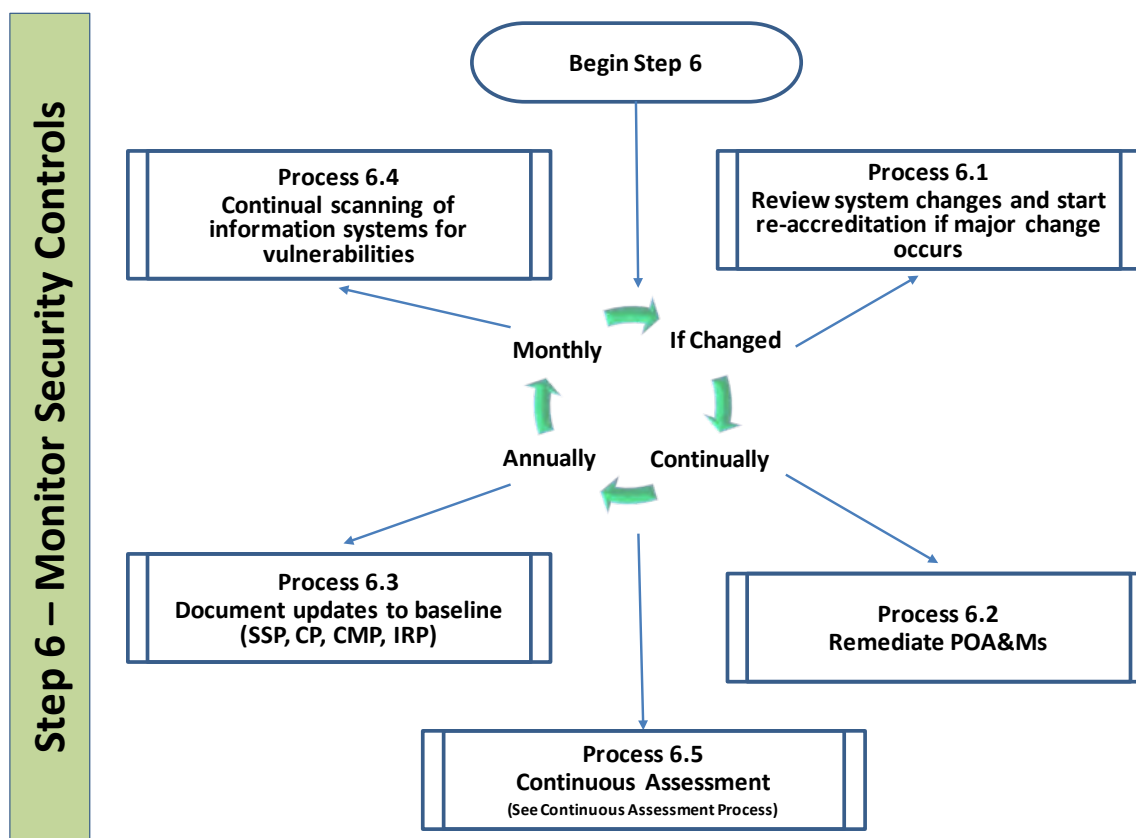 Step 6 – Monitor Security Controls
Begin Step 6
Process 6.4
Continual scanning of
information systems for
vulnerabilities
Process 6.1
Review system changes and start
re-accreditation if major change
occurs
Monthly
If Changed
Annually
Continually
Process 6.3
Document updates to baseline
(SSP, CP, CMP, IRP)
Process 6.2
Remediate POA&Ms
Process 6.5
Continuous Assessment
(See Continuous Assessment Process)